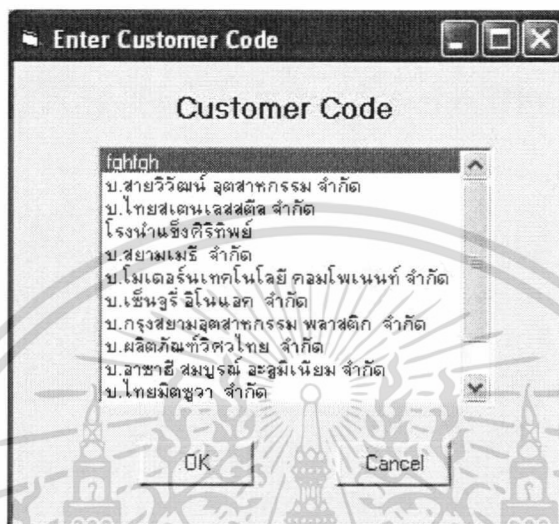 Enter Customer Code
Customer Code
fghfgh
บ.สายวิวัฒน์ อุตสาหกรรม จำกัด
บ.ไทยสเตนเลสสตีล จำกัด
โรงน้ำแข็งศิริทิพย์
บ.สยามเมธี จำกัด
บ.โมเดอร์นเทคโนโลยี คอมโพเนนท์ จำกัด
บ.เซ็นจูรี่ อิโนแอค จำกัด
บ.กรุงสยามอุตสาหกรรม พลาสติก จำกัด
บ.ผลิตภัณฑ์วิศวไทย จำกัด
บ.อาซาฮี สมบูรณ์ อะลูมิเนียม จำกัด
บ.ไทยมิตซูวา จำกัด
OK Cancel